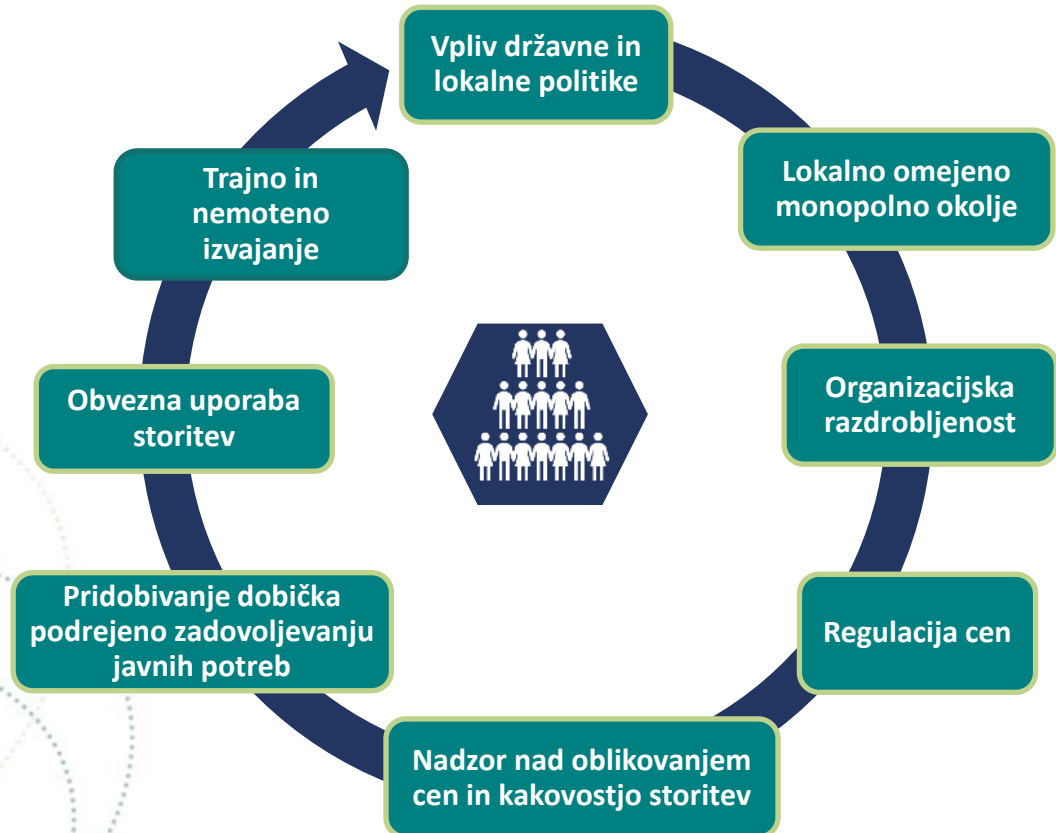 Vpliv državne in
lokalne politike
Lokalno omejeno
monopolno okolje
Organizacijska
razdrobljenost
Regulacija cen
Nadzor nad oblikovanjem
cen in kakovostjo storitev
Pridobivanje dobička
podrejeno zadovoljevanju
javnih potreb
Obvezna uporaba
storitev
Trajno in
nemoteno
izvajanje